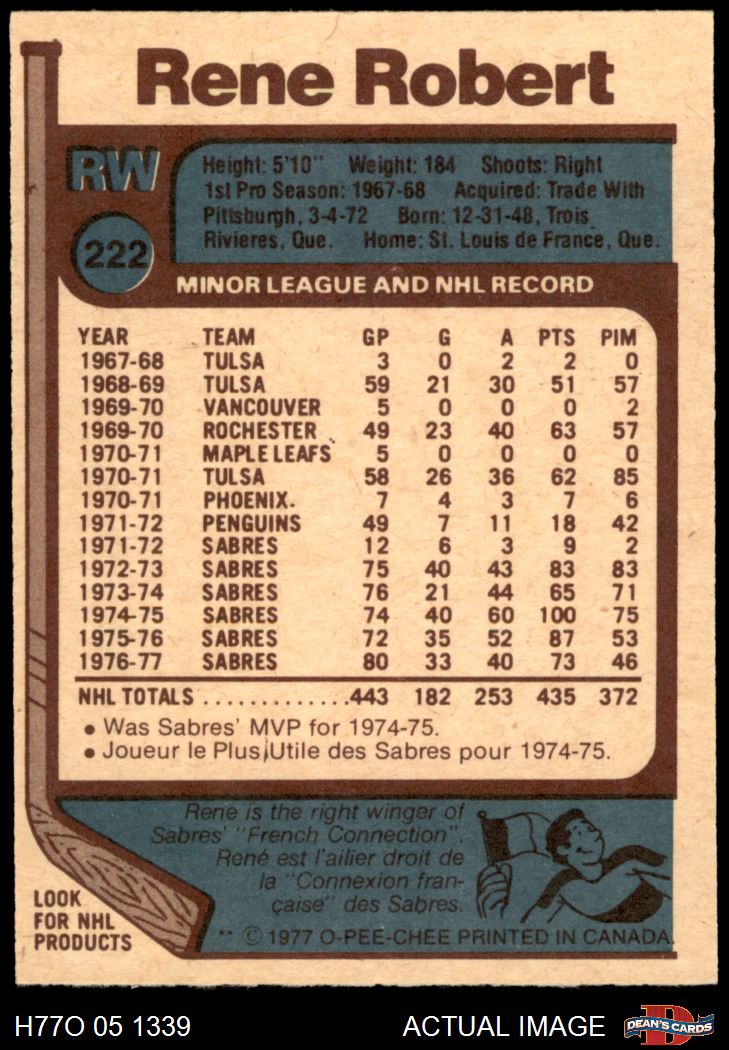 Rene Robert
RW
222
Height: 5'10" Weight: 184 Shoots: Right
1st Pro Season: 1967-68 Acquired: Trade With
Pittsburgh, 3-4-72 Born: 12-31-48, Trois
Rivieres, Que. Home: St. Louis de France, Que.
MINOR LEAGUE AND NHL RECORD
YEAR TEAM GP G A PTS PIM
1967-68 TULSA 3 0 2 2 0
1968-69 TULSA 59 21 30 51 57
1969-70 VANCOUVER 5 0 0 0 2
1969-70 ROCHESTER 49 23 40 63 57
1970-71 MAPLE LEAFS 5 0 0 0 0
1970-71 TULSA 58 26 36 62 85
1970-71 PHOENIX. 7 4 3 7 6
1971-72 PENGUINS 49 7 11 18 42
1971-72 SABRES 12 6 3 9 2
1972-73 SABRES 75 40 43 83 83
1973-74 SABRES 76 21 44 65 71
1974-75 SABRES 74 40 60 100 75
1975-76 SABRES 72 35 52 87 53
1976-77 SABRES 80 33 40 73 46
NHL TOTALS .............443 182 253 435 372
• Was Sabres' MVP for 1974-75.
• Joueur le Plus Utile des Sabres pour 1974-75.
Rene is the right winger of
Sabres' "French Connection".
René est l'ailier droit de
la "Connexion fran-
çaise" des Sabres.
LOOK
FOR NHL
PRODUCTS
** © 1977 O-PEE-CHEE PRINTED IN CANADA.
H77O 05 1339 ACTUAL IMAGE
D
DEAN'S CARDS